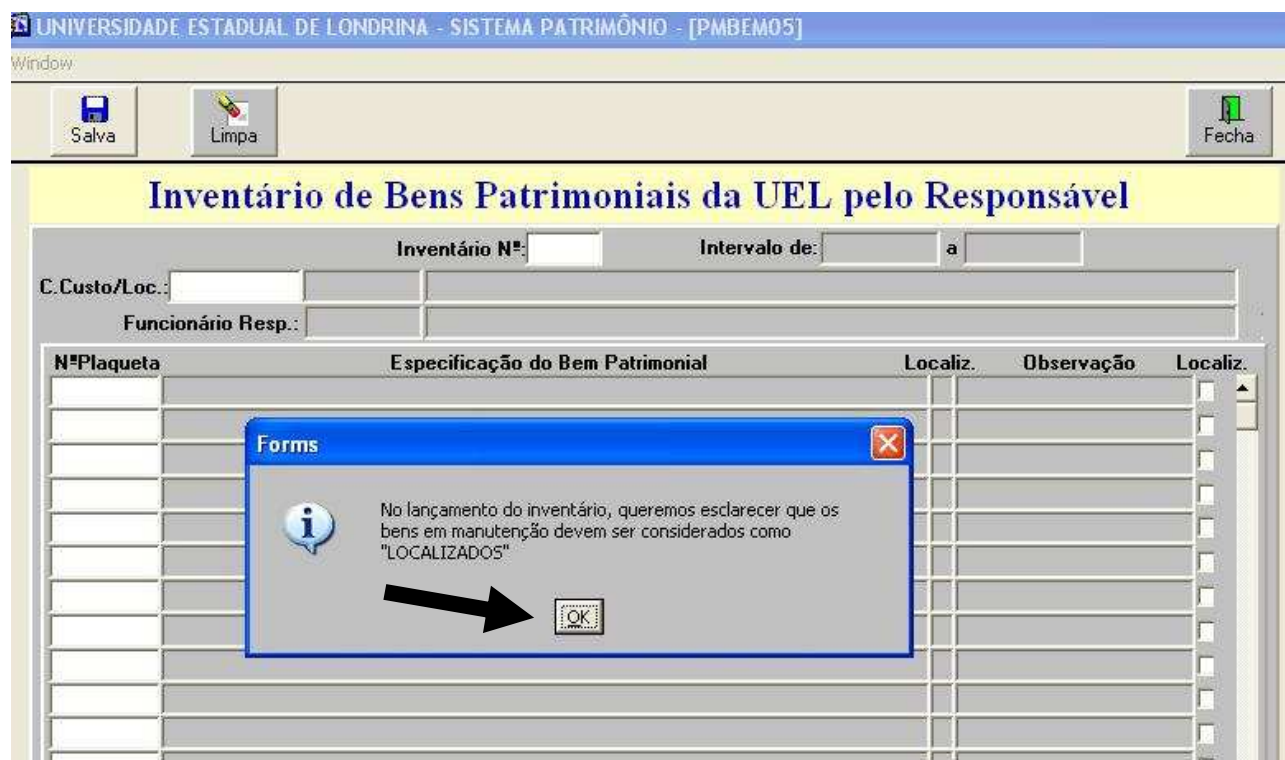 UNIVERSIDADE ESTADUAL DE LONDRINA - SISTEMA PATRIMÔNIO - [PMBEM05]
Window
Salva Limpa Fecha
Inventário de Bens Patrimoniais da UEL pelo Responsável
Inventário Nº: Intervalo de: a
C.Custo/Loc.:
Funcionário Resp.:
NºPlaqueta Especificação do Bem Patrimonial Localiz. Observação Localiz.
Forms
No lançamento do inventário, queremos esclarecer que os
bens em manutenção devem ser considerados como
"LOCALIZADOS"
OK